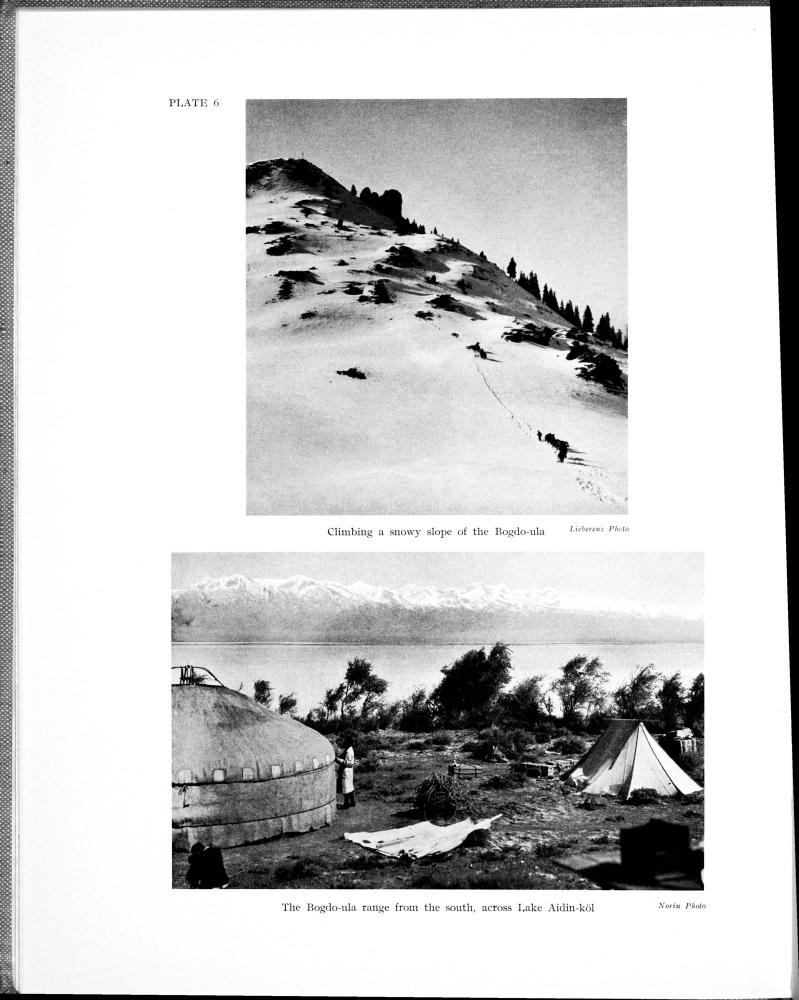 PLATE 6
Climbing a snowy slope of the Bogdo-ula
Lieberenz Photo
The Bogdo-ula range from the south, across Lake Aidin-köl
Norin Photo